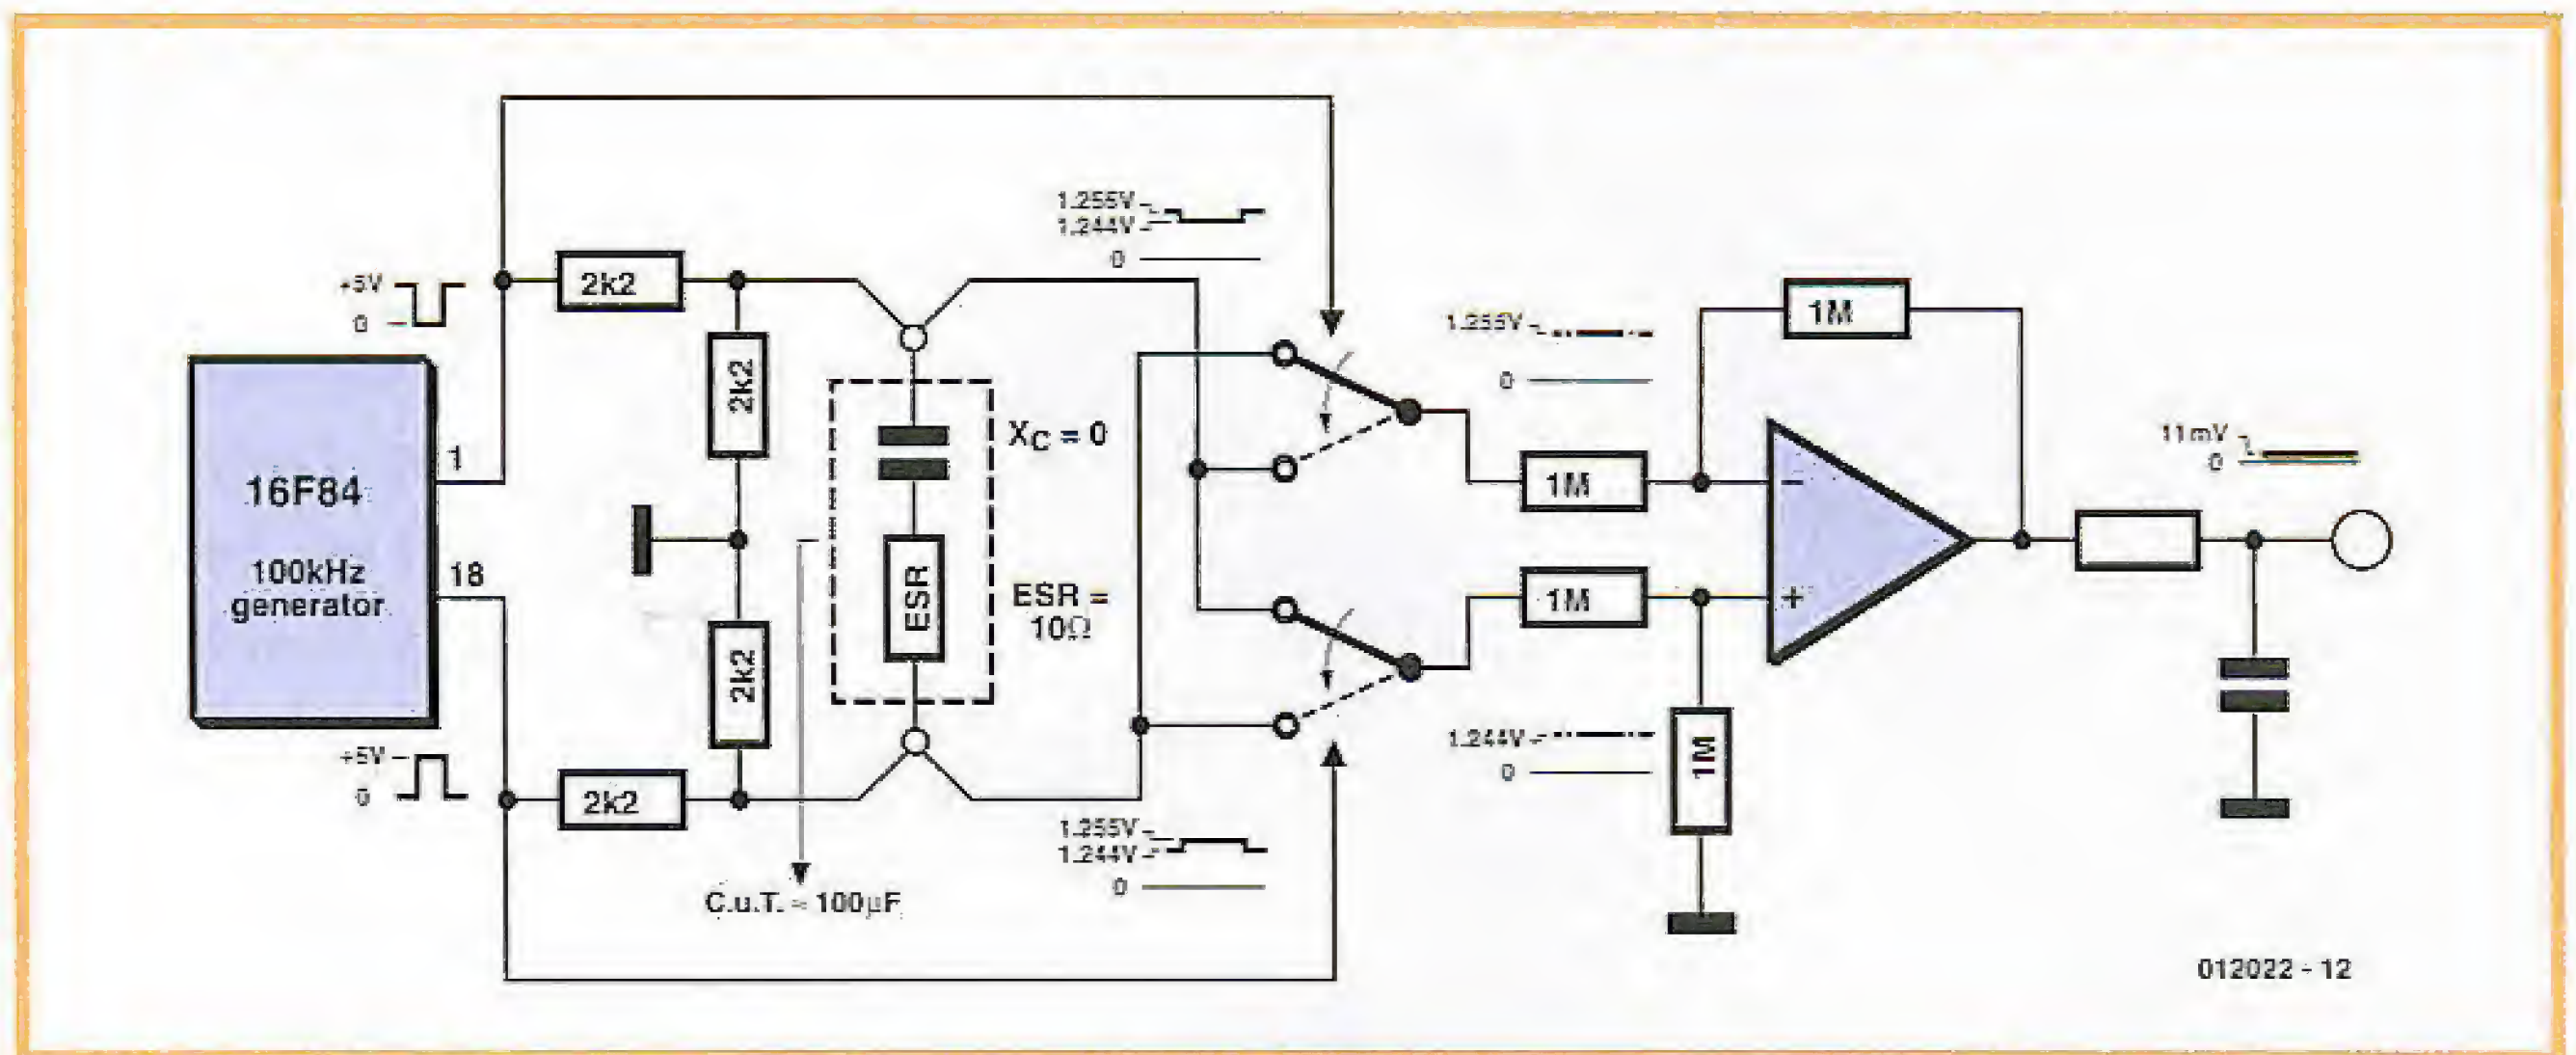 1.255V
1.244V
0
+5V
0
2k2
2k2
1.255V
0
1M
16F84
100kHz
generator
1
18
XC = 0
ESR
ESR =
10Ω
1M
−
11mV
0
1M
+
2k2
+5V
0
2k2
1.244V
0
1M
1.255V
1.244V
0
C.u.T. = 100µF
012022 - 12